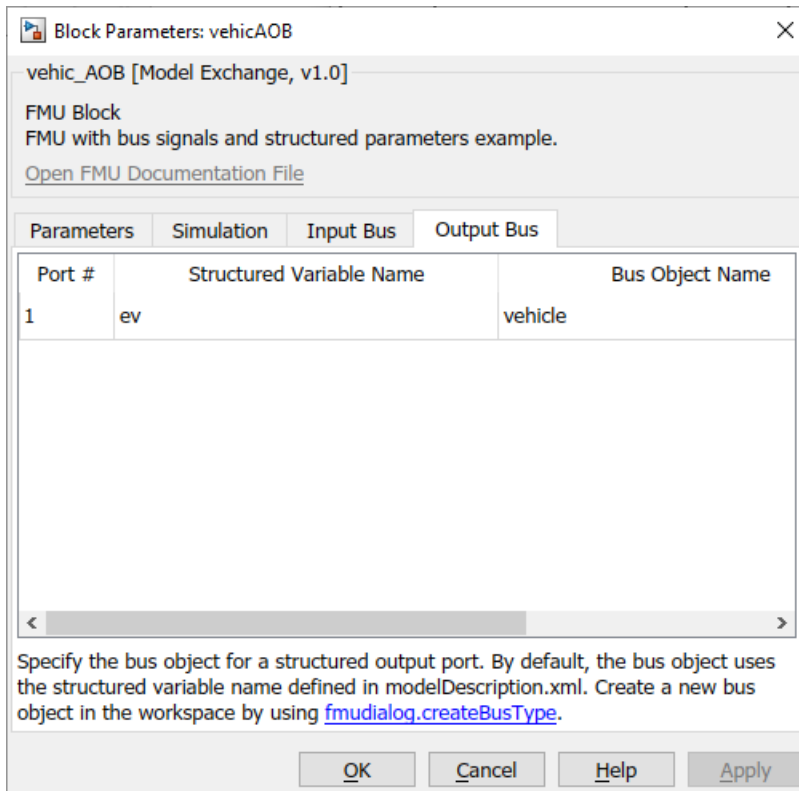 Block Parameters: vehicAOB
vehic_AOB [Model Exchange, v1.0]
FMU Block
FMU with bus signals and structured parameters example.
Open FMU Documentation File
Parameters Simulation Input Bus Output Bus
Port # Structured Variable Name Bus Object Name
1 ev vehicle
Specify the bus object for a structured output port. By default, the bus object uses
the structured variable name defined in modelDescription.xml. Create a new bus
object in the workspace by using fmudialog.createBusType.
OK Cancel Help Apply